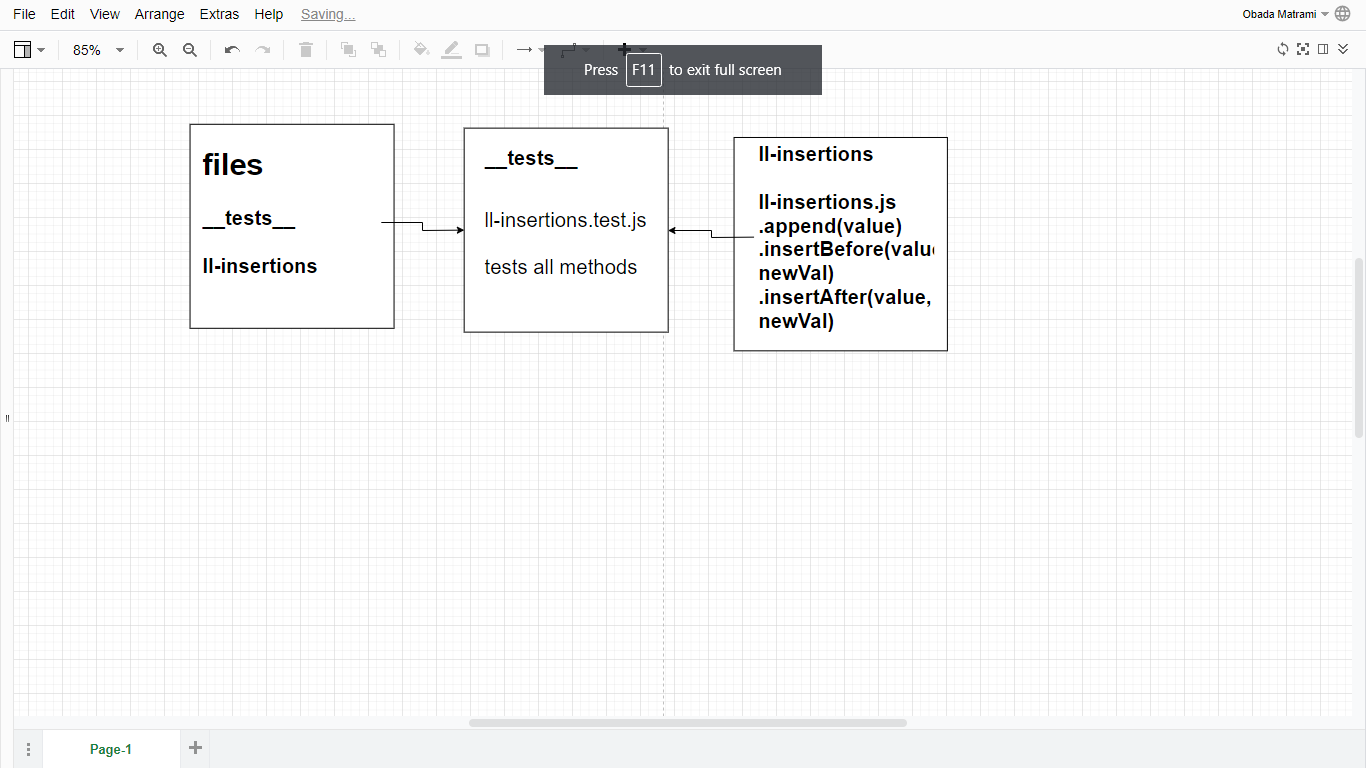 File Edit View Arrange Extras Help Saving...
Obada Matrami
85%
Press F11 to exit full screen
files
__tests__
ll-insertions
__tests__
ll-insertions.test.js
tests all methods
ll-insertions
ll-insertions.js
.append(value)
.insertBefore(value
newVal)
.insertAfter(value,
newVal)
Page-1